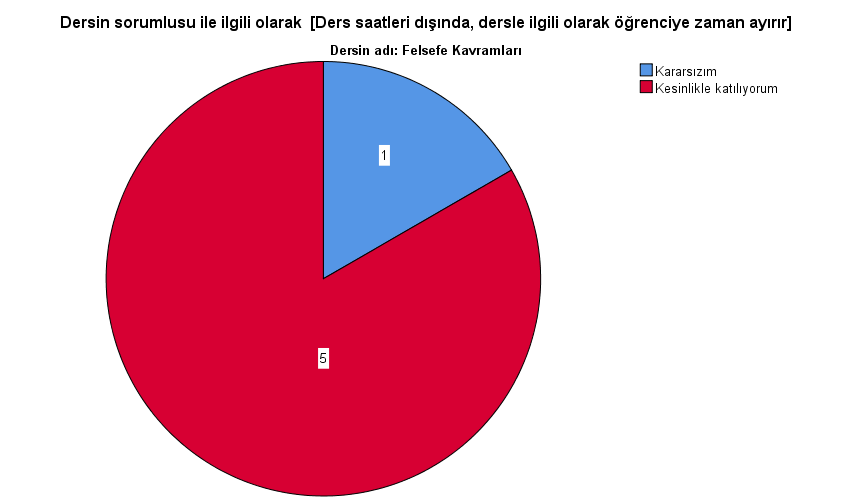 Dersin sorumlusu ile ilgili olarak  [Ders saatleri dışında, dersle ilgili olarak öğrenciye zaman ayırır]
Dersin adı: Felsefe Kavramları
Kararsızım
Kesinlikle katılıyorum
1
5